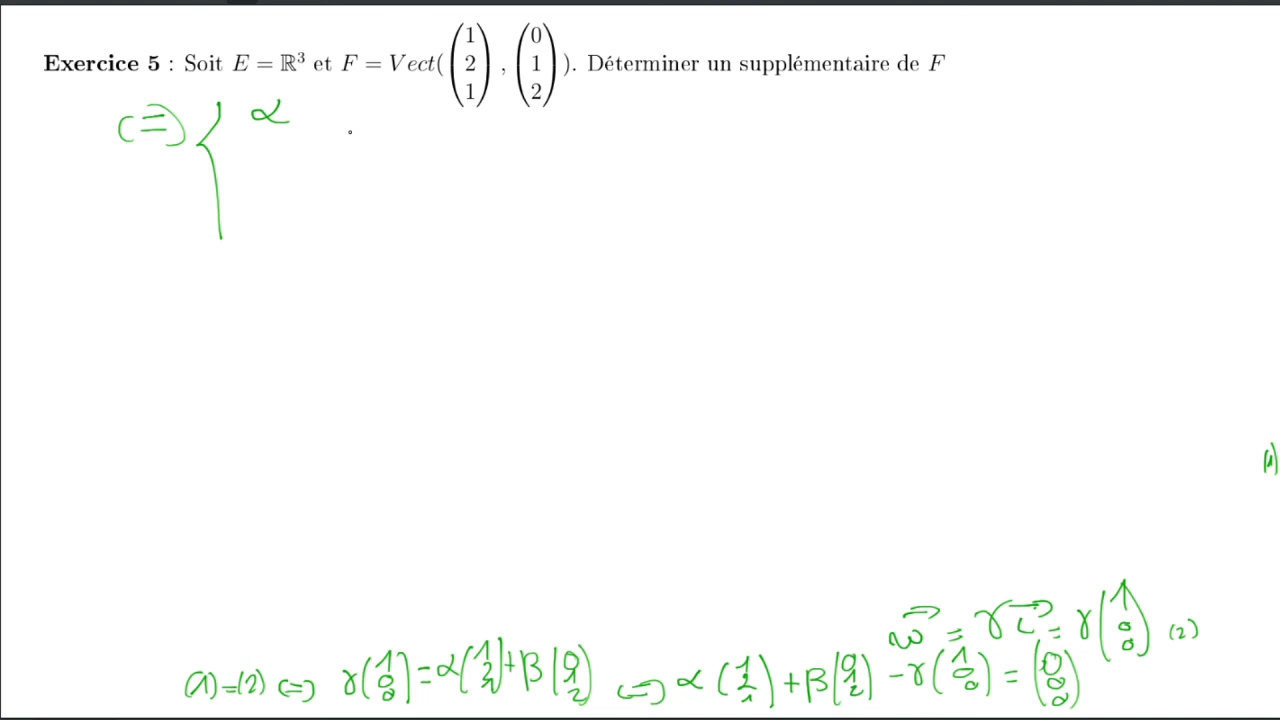 Exercice 5 : Soit E = ℝ³ et F = Vect( (1 2 1) , (0 1 2) ). Déterminer un supplémentaire de F
(=) { α
(1)
w⃗ = γ i⃗ = γ (1 0 0) (2)
(1)=(2) (=) γ (1 0 0) = α (1 2 1) + β (0 1 2) (=) α (1 2 1) + β (0 1 2) - γ (1 0 0) = (0 0 0)